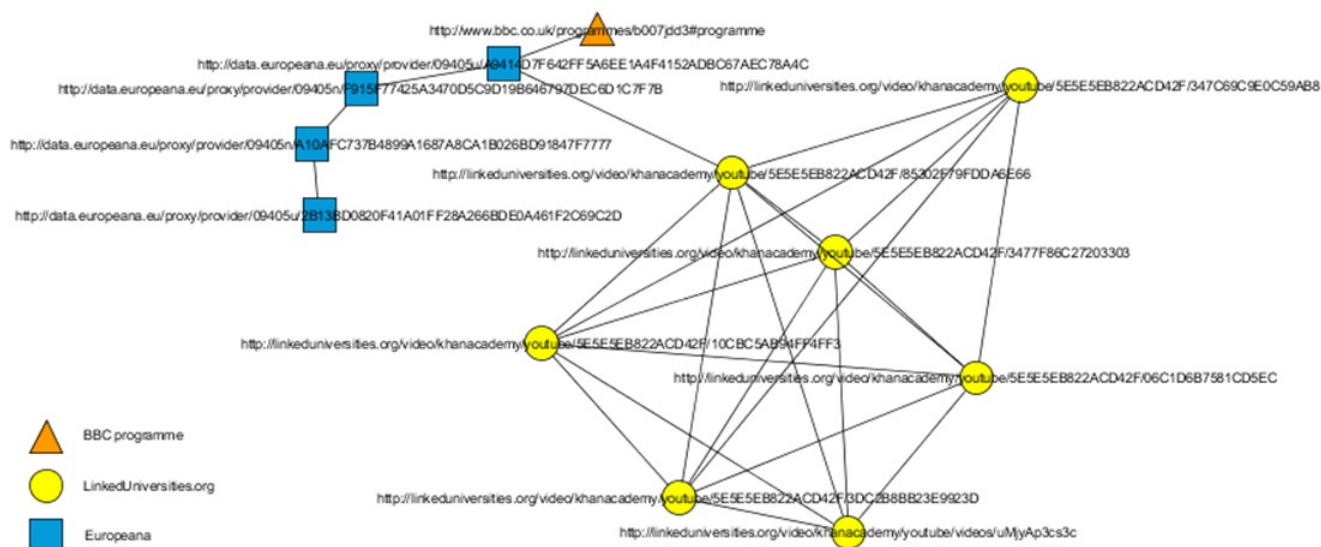 http://www.bbc.co.uk/programmes/b007jdd3#programme
http://data.europeana.eu/proxy/provider/09405u/A9414D7F642FF5A6EE1A4F4152ADBC67AEC78A4C
http://linkeduniversities.org/video/khanacademy/youtube/5E5E5EB822ACD42F/347C69C9E0C59AB8
http://data.europeana.eu/proxy/provider/09405n/F915F77425A3470D5C9D19B646797DEC6D1C7F7B
http://data.europeana.eu/proxy/provider/09405n/A10AFC737B4899A1687A8CA1B026BD91847F7777
http://linkeduniversities.org/video/khanacademy/youtube/5E5E5EB822ACD42F/85302F79FDDA6E66
http://data.europeana.eu/proxy/provider/09405u/2B13BD0820F41A01FF28A266BDE0A461F2C69C2D
http://linkeduniversities.org/video/khanacademy/youtube/5E5E5EB822ACD42F/3477F86C27203303
http://linkeduniversities.org/video/khanacademy/youtube/5E5E5EB822ACD42F/10CBC5AB94FF4FF3
http://linkeduniversities.org/video/khanacademy/youtube/5E5E5EB822ACD42F/06C1D6B7581CD5EC
BBC programme
LinkedUniversities.org
http://linkeduniversities.org/video/khanacademy/youtube/5E5E5EB822ACD42F/3DC2B8BB23E9923D
http://linkeduniversities.org/video/khanacademy/youtube/videos/uMjyAp3cs3c
Europeana